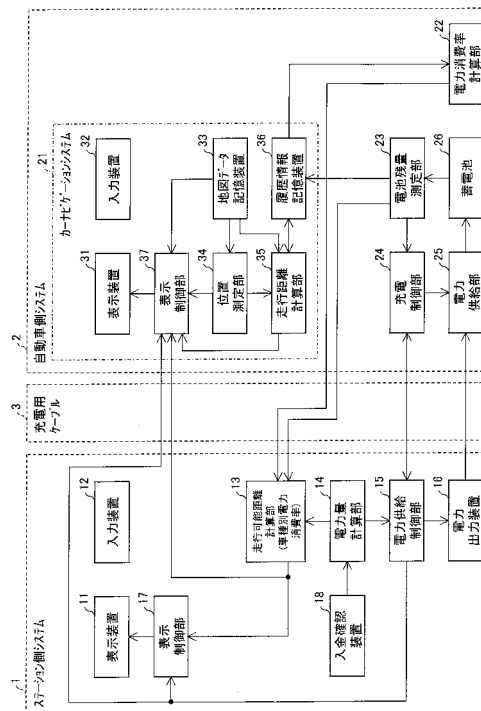 1
ステーション側システム
11
表示装置
12
入力装置
17
表示
制御部
13
走行可能距離
計算部
(車種別電力
消費率)
14
電力量
計算部
18
入金確認
装置
15
電力供給
制御部
16
電力
出力装置
3
充電用
ケーブル
2
自動車側システム
21
カーナビゲーションシステム
31
表示装置
32
入力装置
37
表示
制御部
33
地図データ
記憶装置
34
位置
測定部
35
走行距離
計算部
36
履歴情報
記憶装置
24
充電
制御部
23
電池残量
測定部
22
電力消費率
計算部
25
電力
供給部
26
蓄電池